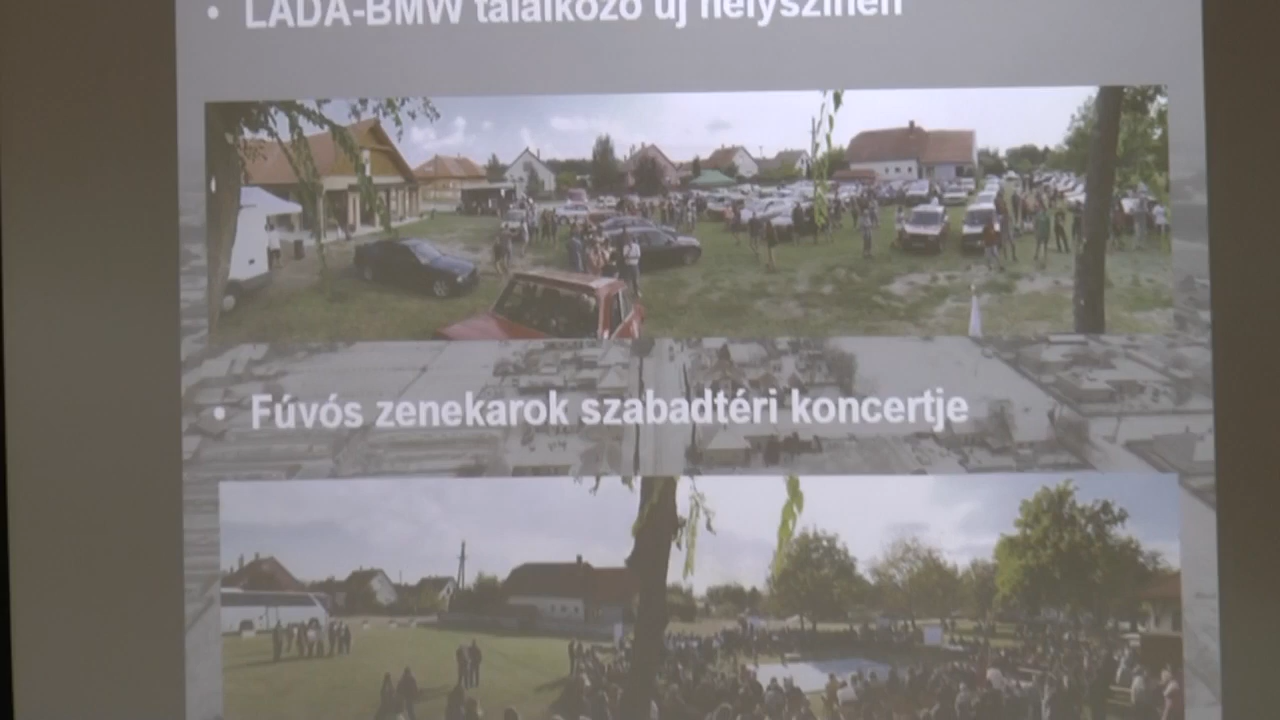 • LADA-BMW találkozó új helyszínen
• Fúvós zenekarok szabadtéri koncertje